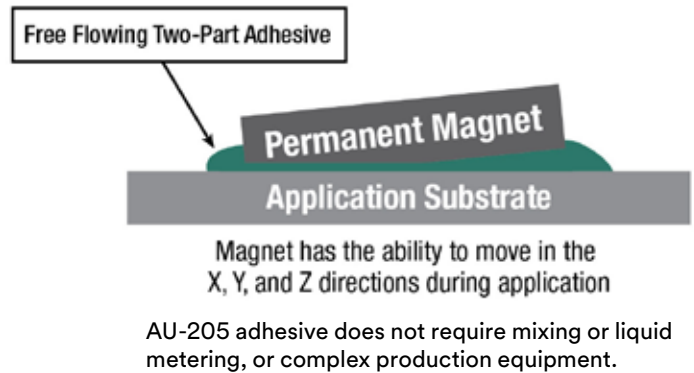 Free Flowing Two-Part Adhesive
Permanent Magnet
Application Substrate
Magnet has the ability to move in the
X, Y, and Z directions during application
AU-205 adhesive does not require mixing or liquid
metering, or complex production equipment.